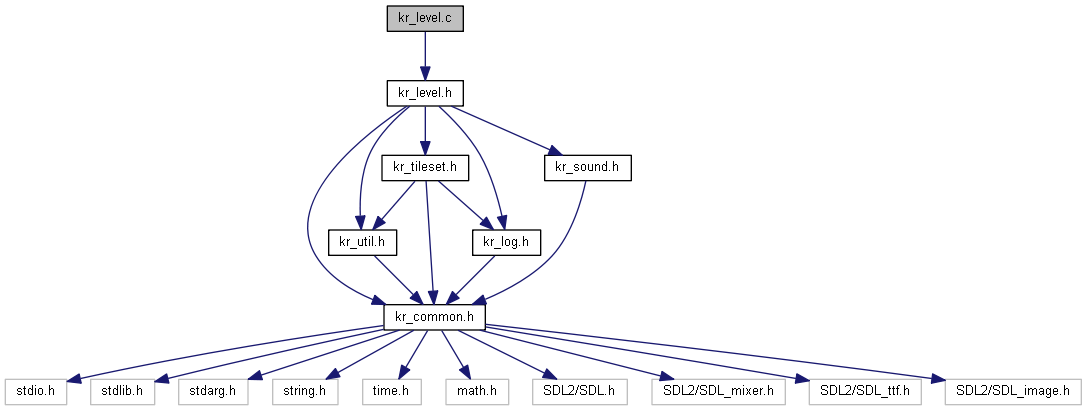 kr_level.c
kr_level.h
kr_tileset.h
kr_sound.h
kr_util.h
kr_log.h
kr_common.h
stdio.h
stdlib.h
stdarg.h
string.h
time.h
math.h
SDL2/SDL.h
SDL2/SDL_mixer.h
SDL2/SDL_ttf.h
SDL2/SDL_image.h